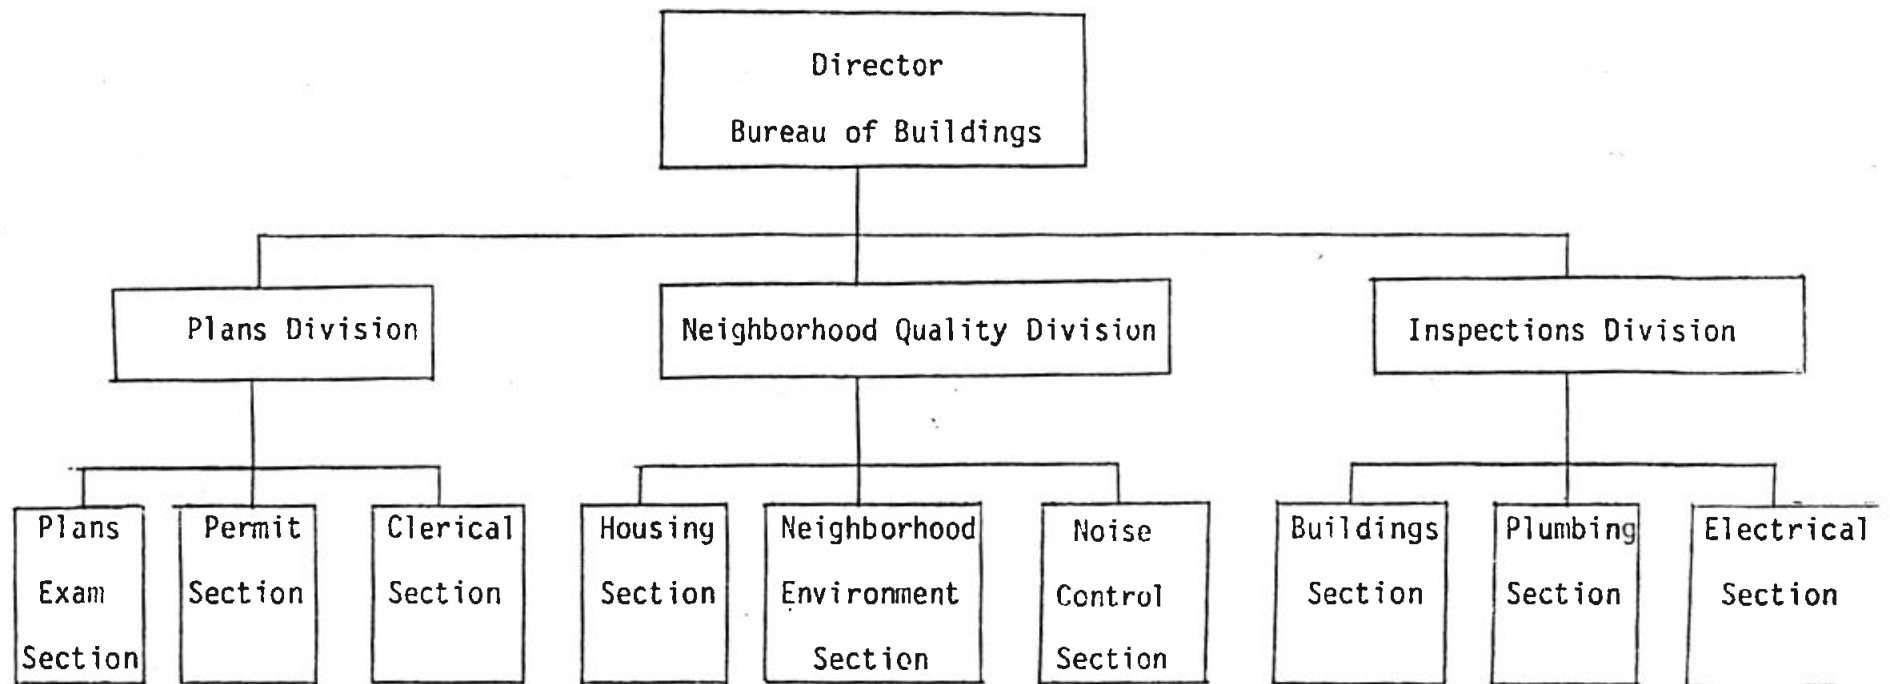 Director
Bureau of Buildings
Plans Division
Neighborhood Quality Division
Inspections Division
Plans
Exam
Section
Permit
Section
Clerical
Section
Housing
Section
Neighborhood
Environment
Section
Noise
Control
Section
Buildings
Section
Plumbing
Section
Electrical
Section